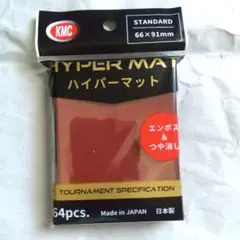 KMC
STANDARD
66×91mm
HYPER MAT
ハイパーマット
エンボス
&
つや消し
TOURNAMENT SPECIFICATION
64pcs.
Made in JAPAN
日本製